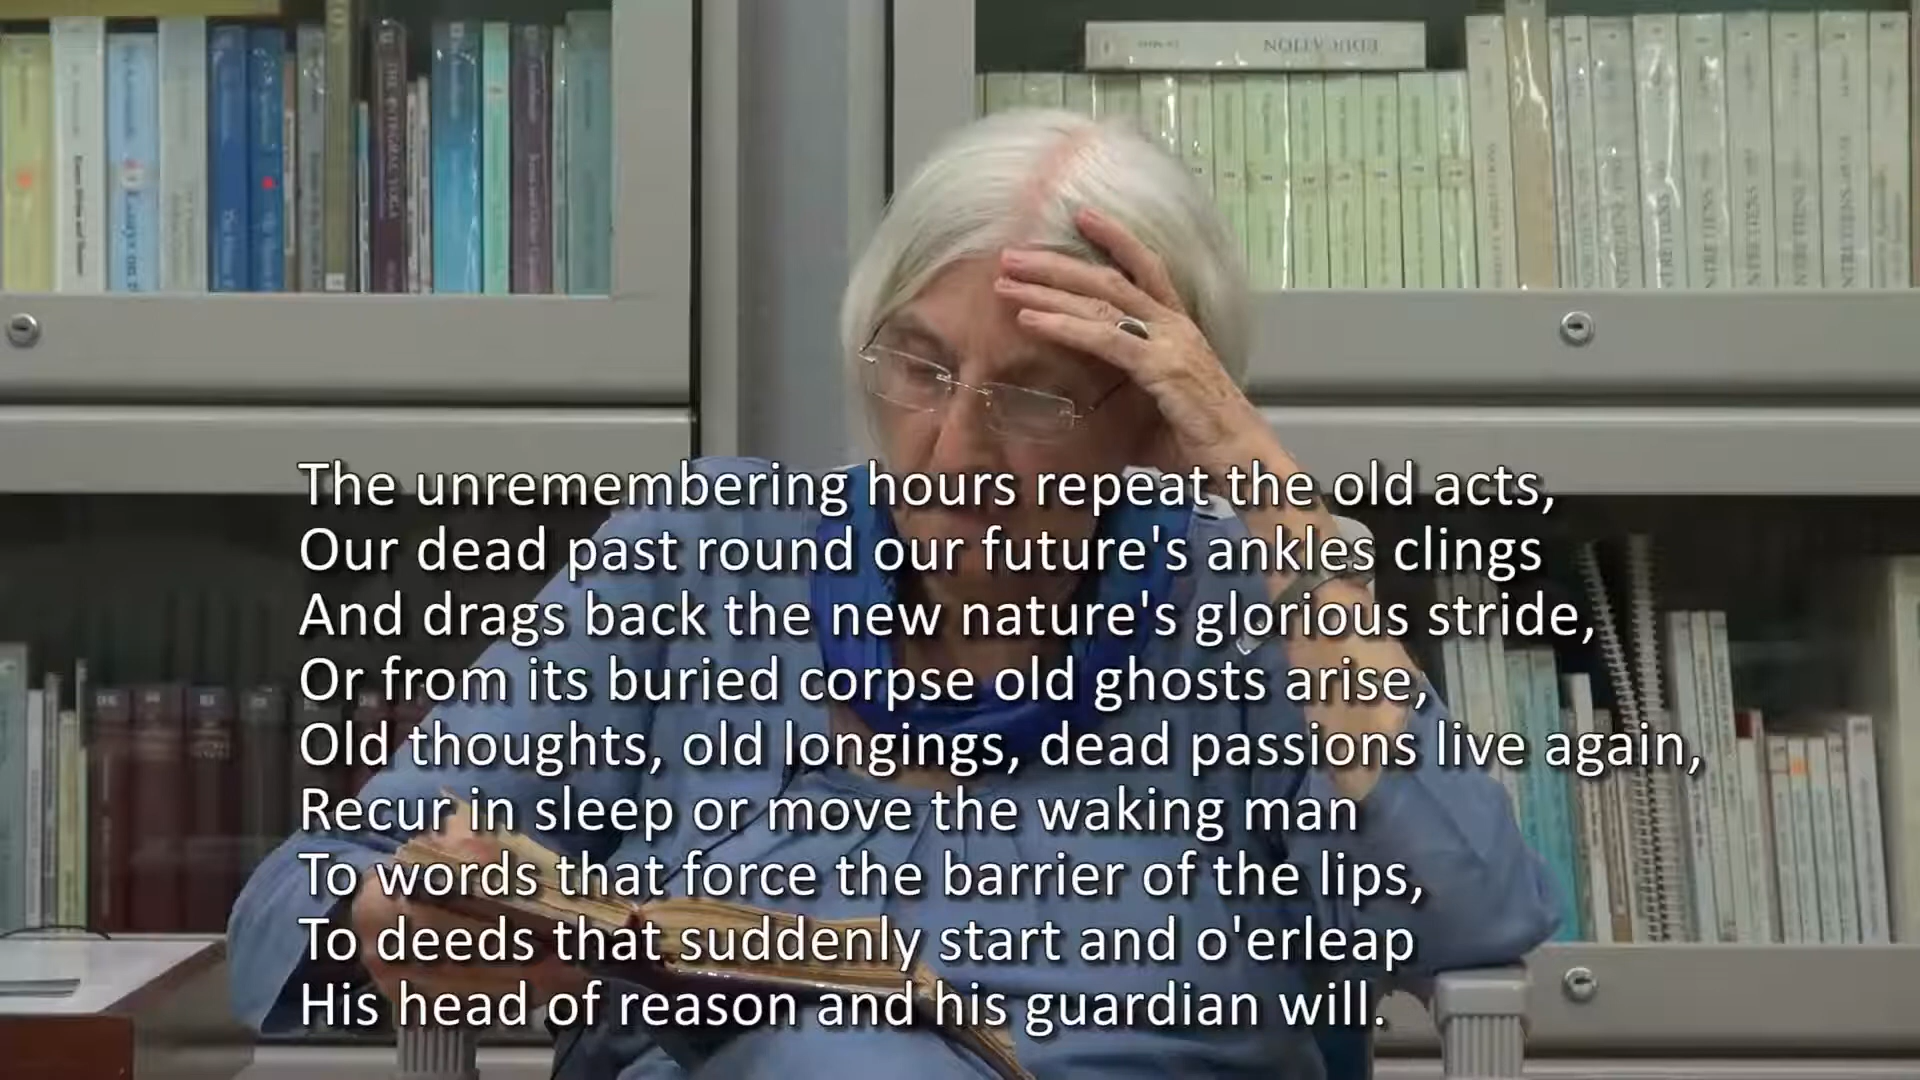 EDUCATION
THE INTEGRAL YOGA
The unremembering hours repeat the old acts,
Our dead past round our future's ankles clings
And drags back the new nature's glorious stride,
Or from its buried corpse old ghosts arise,
Old thoughts, old longings, dead passions live again,
Recur in sleep or move the waking man
To words that force the barrier of the lips,
To deeds that suddenly start and o'erleap
His head of reason and his guardian will.